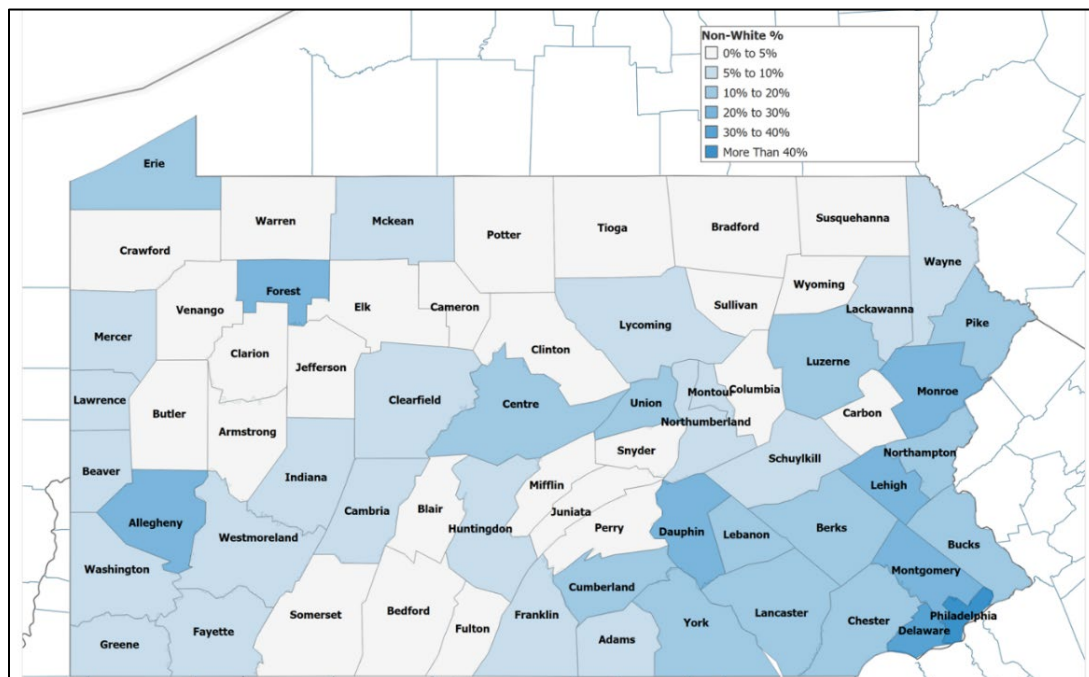 Non-White %
0% to 5%
5% to 10%
10% to 20%
20% to 30%
30% to 40%
More Than 40%
Erie
Warren
Mckean
Potter
Tioga
Bradford
Susquehanna
Crawford
Wayne
Forest
Venango
Elk
Cameron
Sullivan
Wyoming
Lackawanna
Mercer
Lycoming
Pike
Clarion
Jefferson
Clinton
Luzerne
Lawrence
Butler
Clearfield
Centre
Union
Montour
Columbia
Monroe
Armstrong
Northumberland
Carbon
Beaver
Indiana
Snyder
Schuylkill
Northampton
Lehigh
Mifflin
Allegheny
Westmoreland
Cambria
Blair
Huntingdon
Juniata
Perry
Dauphin
Lebanon
Berks
Bucks
Washington
Montgomery
Cumberland
Somerset
Bedford
Fulton
Franklin
Adams
York
Lancaster
Chester
Philadelphia
Delaware
Greene
Fayette